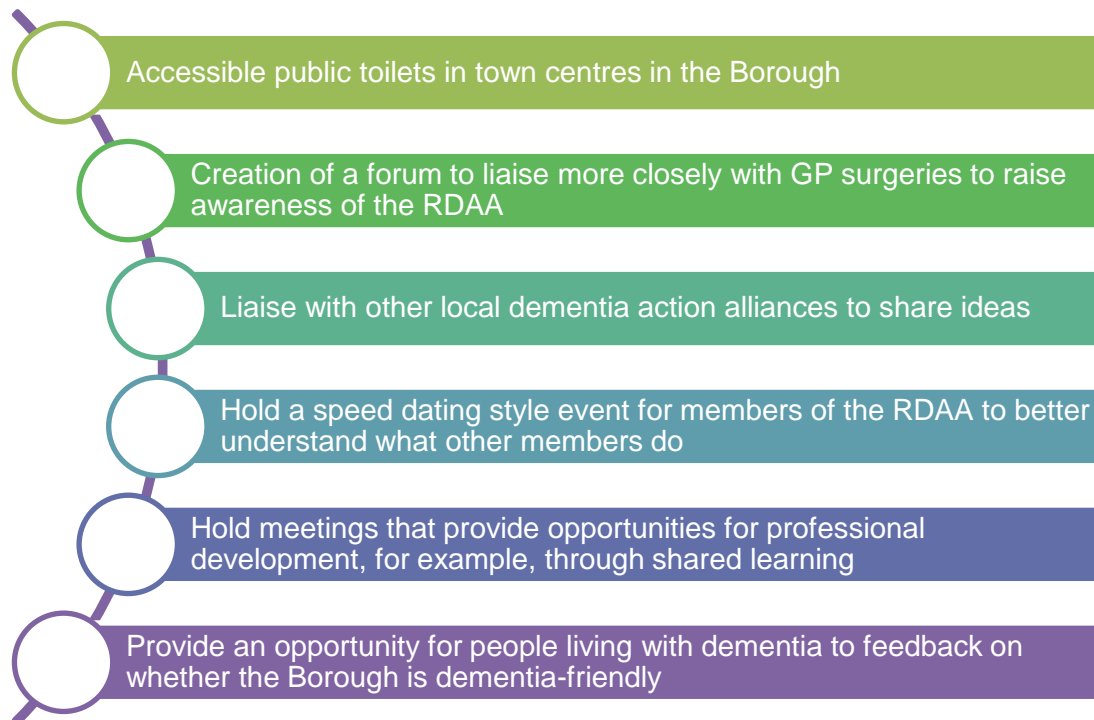 Accessible public toilets in town centres in the Borough
Creation of a forum to liaise more closely with GP surgeries to raise
awareness of the RDAA
Liaise with other local dementia action alliances to share ideas
Hold a speed dating style event for members of the RDAA to better
understand what other members do
Hold meetings that provide opportunities for professional
development, for example, through shared learning
Provide an opportunity for people living with dementia to feedback on
whether the Borough is dementia-friendly